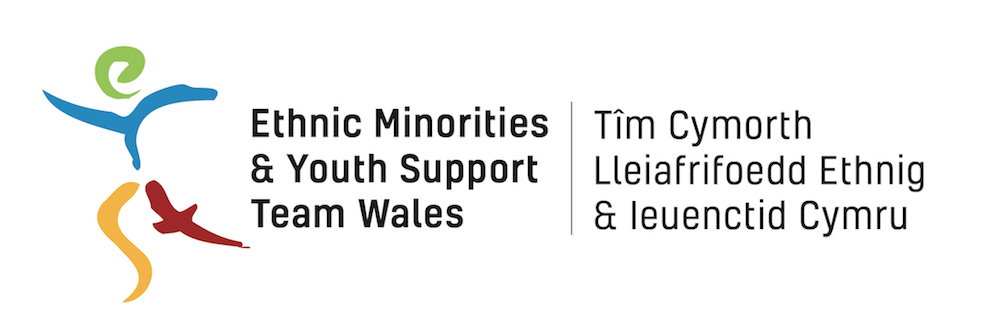 Ethnic Minorities
& Youth Support
Team Wales
Tîm Cymorth
Lleiafrifoedd Ethnig
& Ieuenctid Cymru